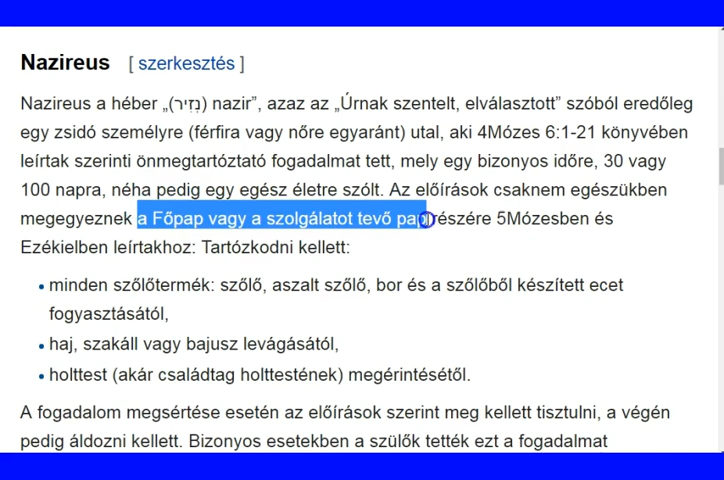 Nazireus [ szerkesztés ]
Nazireus a héber „(נָזִיר) nazir”, azaz az „Úrnak szentelt, elválasztott” szóból eredőleg
egy zsidó személyre (férfira vagy nőre egyaránt) utal, aki 4Mózes 6:1-21 könyvében
leírtak szerinti önmegtartóztató fogadalmat tett, mely egy bizonyos időre, 30 vagy
100 napra, néha pedig egy egész életre szólt. Az előírások csaknem egészükben
megegyeznek a Főpap vagy a szolgálatot tevő pap részére 5Mózesben és
Ezékielben leírtakhoz: Tartózkodni kellett:
• minden szőlőtermék: szőlő, aszalt szőlő, bor és a szőlőből készített ecet
fogyasztásától,
• haj, szakáll vagy bajusz levágásától,
• holttest (akár családtag holttestének) megérintésétől.
A fogadalom megsértése esetén az előírások szerint meg kellett tisztulni, a végén
pedig áldozni kellett. Bizonyos esetekben a szülők tették ezt a fogadalmat